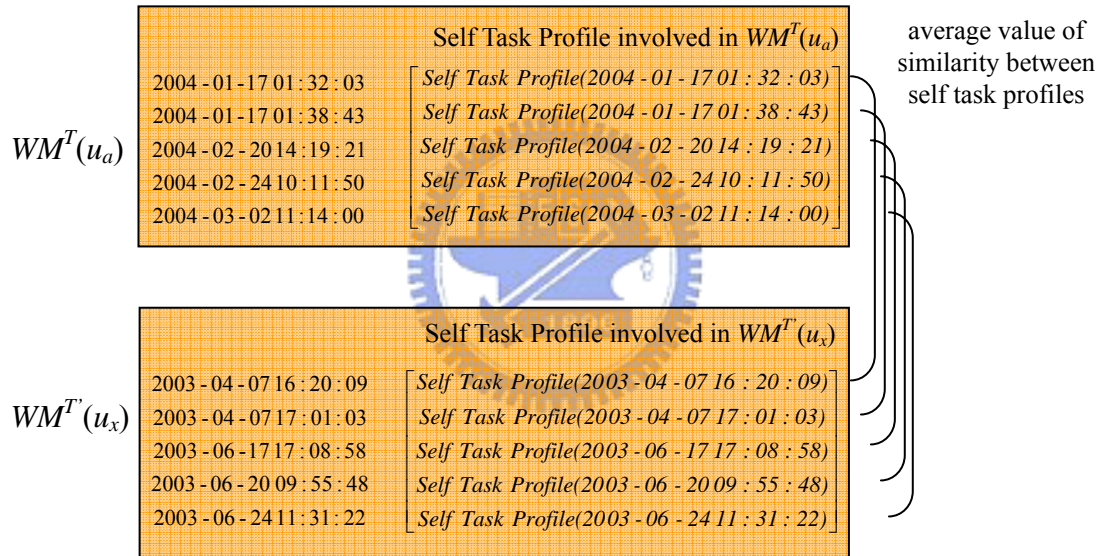 Self Task Profile involved in WM^T(u_a)
average value of
similarity between
self task profiles
WM^T(u_a)
2004 - 01 - 17 01 : 32 : 03 [Self Task Profile(2004 - 01 - 17 01 : 32 : 03)]
2004 - 01 - 17 01 : 38 : 43 [Self Task Profile(2004 - 01 - 17 01 : 38 : 43)]
2004 - 02 - 20 14 : 19 : 21 [Self Task Profile(2004 - 02 - 20 14 : 19 : 21)]
2004 - 02 - 24 10 : 11 : 50 [Self Task Profile(2004 - 02 - 24 10 : 11 : 50)]
2004 - 03 - 02 11 : 14 : 00 [Self Task Profile(2004 - 03 - 02 11 : 14 : 00)]
Self Task Profile involved in WM^T'(u_x)
WM^T'(u_x)
2003 - 04 - 07 16 : 20 : 09 [Self Task Profile(2003 - 04 - 07 16 : 20 : 09)]
2003 - 04 - 07 17 : 01 : 03 [Self Task Profile(2003 - 04 - 07 17 : 01 : 03)]
2003 - 06 - 17 17 : 08 : 58 [Self Task Profile(2003 - 06 - 17 17 : 08 : 58)]
2003 - 06 - 20 09 : 55 : 48 [Self Task Profile(2003 - 06 - 20 09 : 55 : 48)]
2003 - 06 - 24 11 : 31 : 22 [Self Task Profile(2003 - 06 - 24 11 : 31 : 22)]